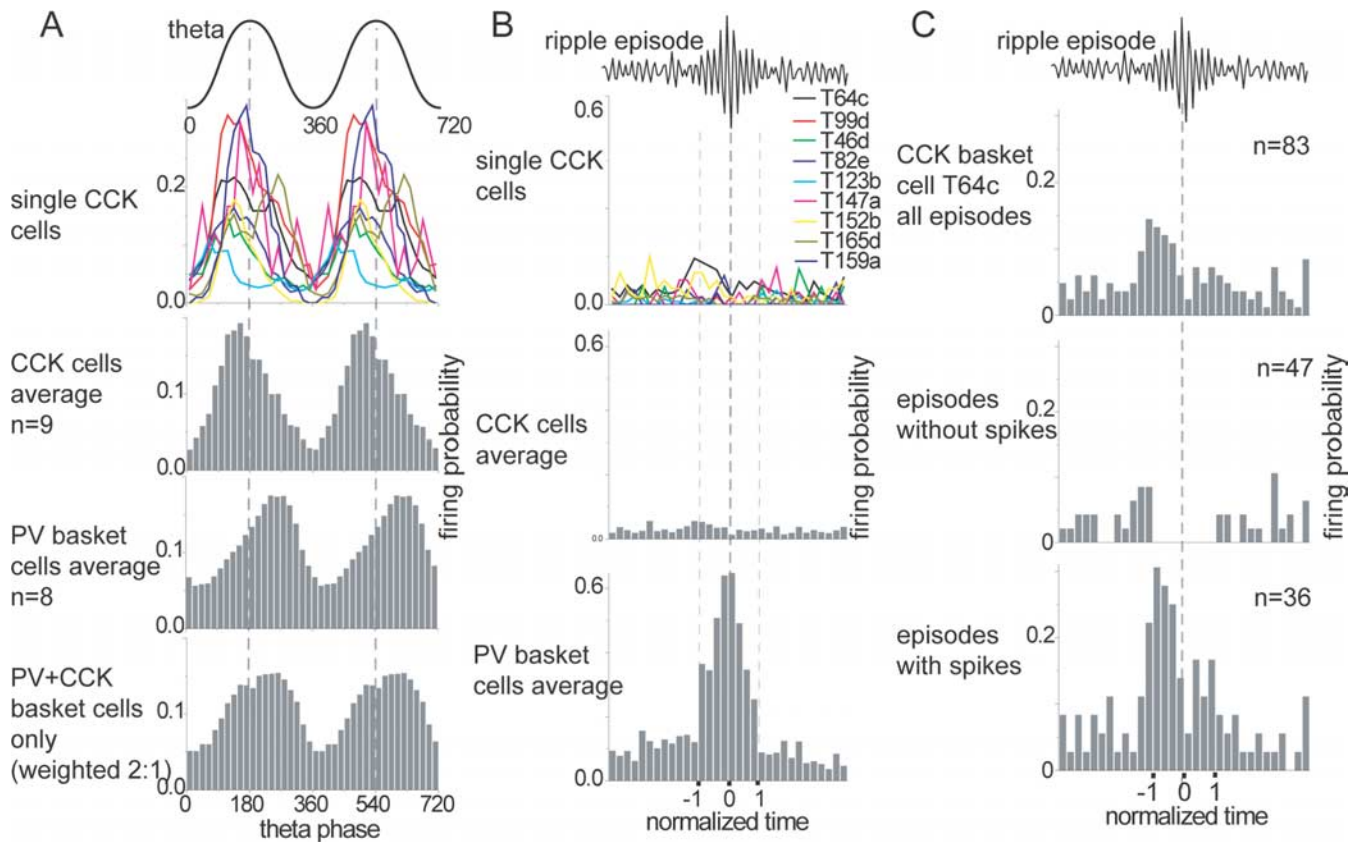 A
theta
0
360
720
single CCK
cells
0.2
0.0
CCK cells
average
n=9
0.1
0.0
PV basket
cells average
n=8
0.1
0.0
PV+CCK
basket cells
only
(weighted 2:1)
0.1
0.0
0
180
360
540
720
theta phase
firing probability
B
ripple episode
0.6
single CCK
cells
0.0
T64c
T99d
T46d
T82e
T123b
T147a
T152b
T165d
T159a
0.6
CCK cells
average
0.0
0.6
PV basket
cells average
0.0
-1
0
1
normalized time
firing probability
C
ripple episode
CCK basket
cell T64c
all episodes
n=83
0.2
0
episodes
without spikes
n=47
0.2
0
episodes
with spikes
n=36
0.2
0
-1
0
1
normalized time
firing probability